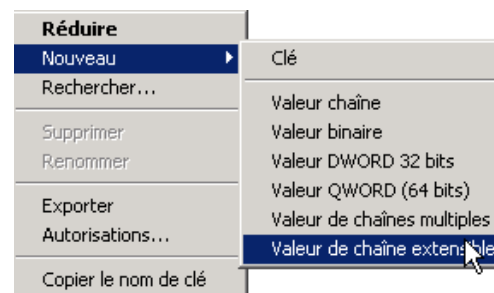 Réduire
Nouveau
Rechercher...
Supprimer
Renommer
Exporter
Autorisations...
Copier le nom de clé
Clé
Valeur chaîne
Valeur binaire
Valeur DWORD 32 bits
Valeur QWORD (64 bits)
Valeur de chaînes multiples
Valeur de chaîne extensible